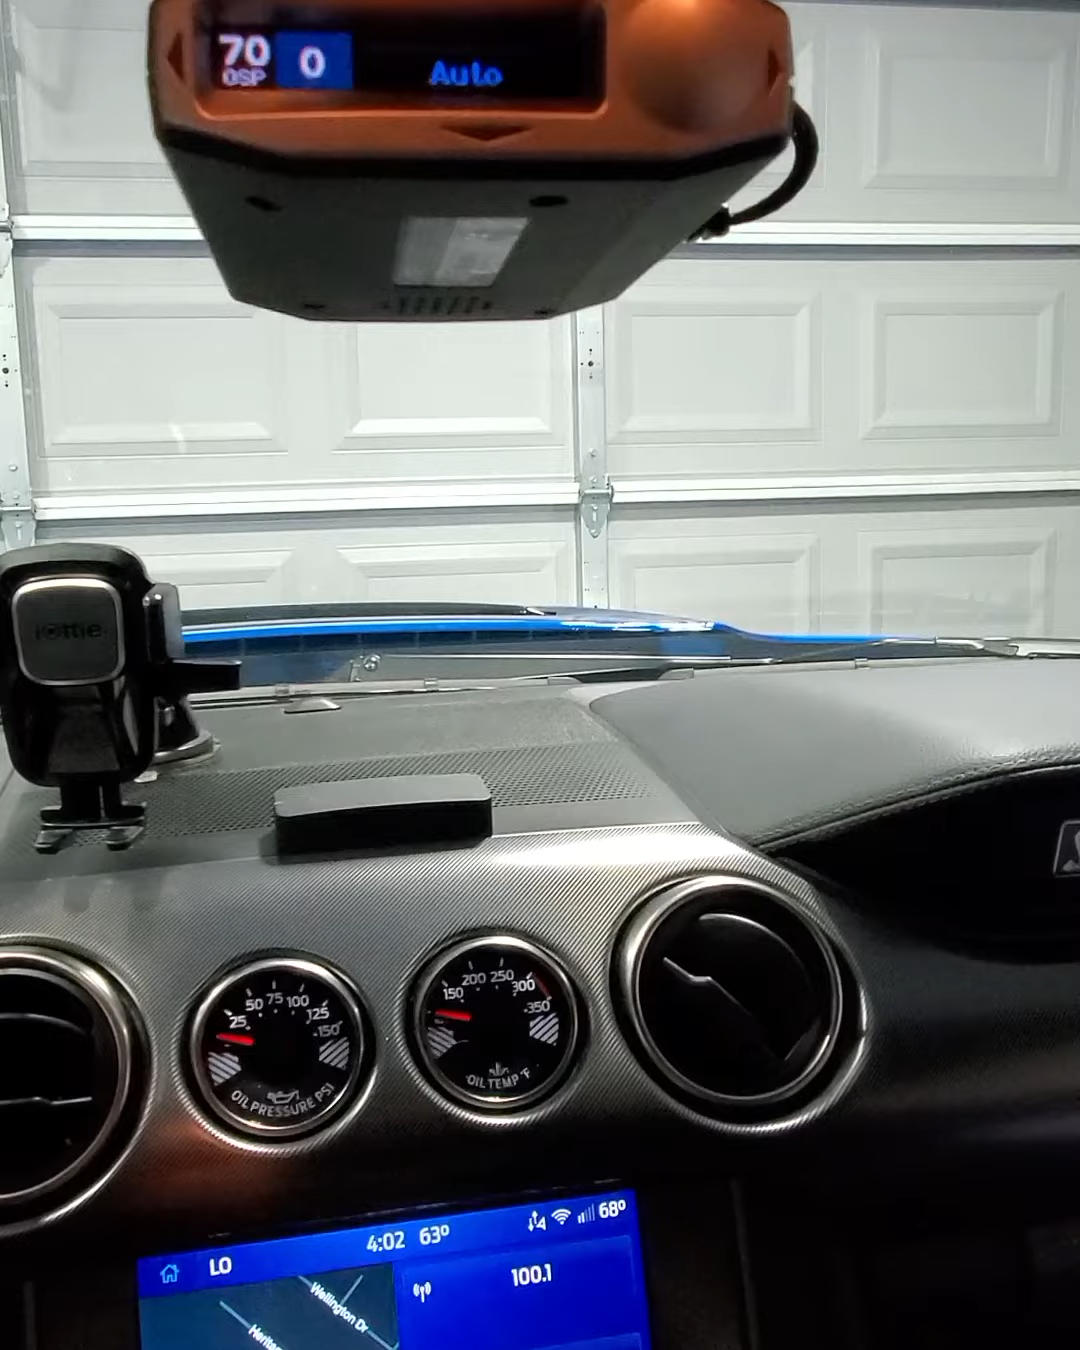 70
OSP
0
Auto
iOttie
25
50
75
100
125
150
OIL PRESSURE PSI
150
200
250
300
350
OIL TEMP °F
LO
4:02
63°
68°
100.1
Wellington Dr